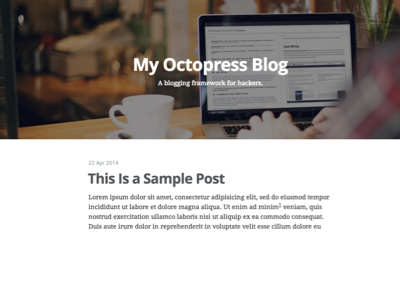 My Octopress Blog
A blogging framework for hackers.
22 Apr 2014
This Is a Sample Post
Lorem ipsum dolor sit amet, consectetur adipisicing elit, sed do eiusmod tempor
incididunt ut labore et dolore magna aliqua. Ut enim ad minim¹ veniam, quis
nostrud exercitation ullamco laboris nisi ut aliquip ex ea commodo consequat.
Duis aute irure dolor in reprehenderit in voluptate velit esse cillum dolore eu